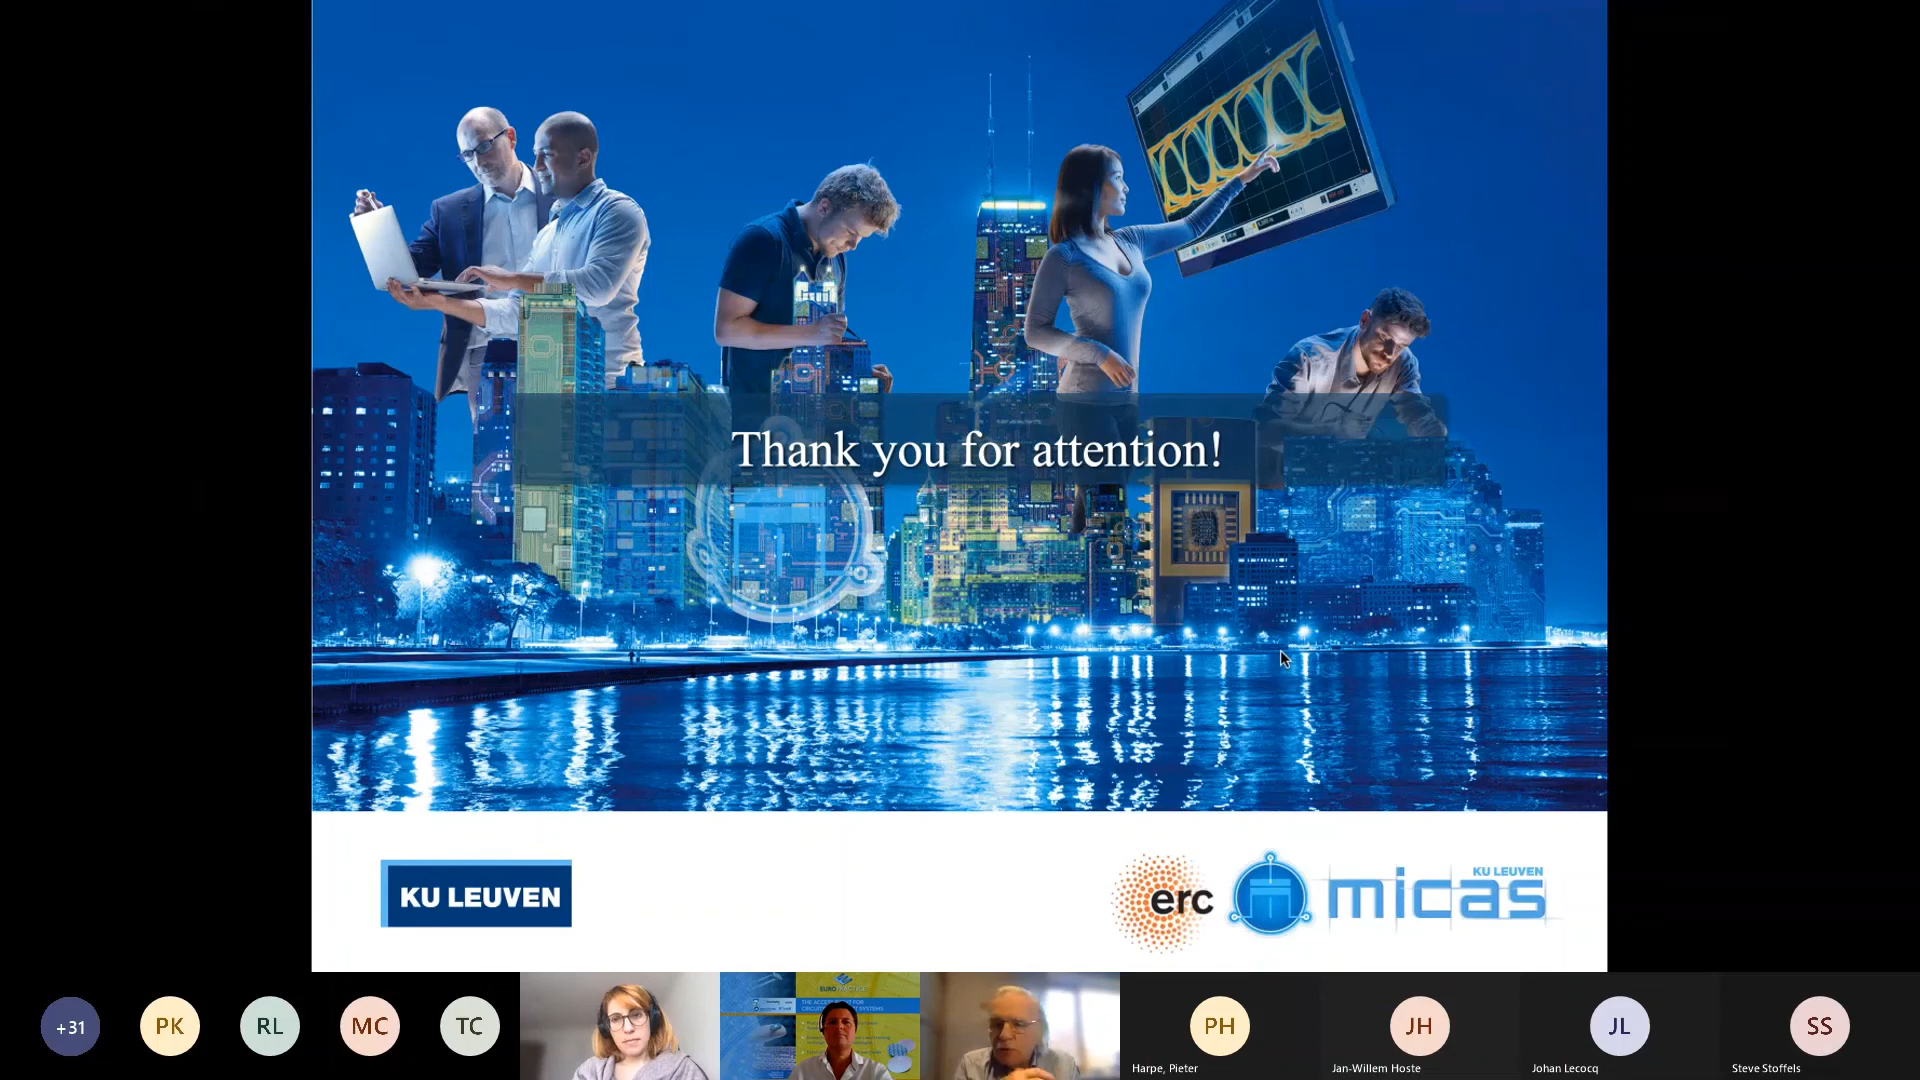 Thank you for attention!
KU LEUVEN
erc
KU LEUVEN
micas
EUROPRACTICE
+31
PK
RL
MC
TC
PH
JH
JL
SS
Harpe, Pieter
Jan-Willem Hoste
Johan Lecocq
Steve Stoffels